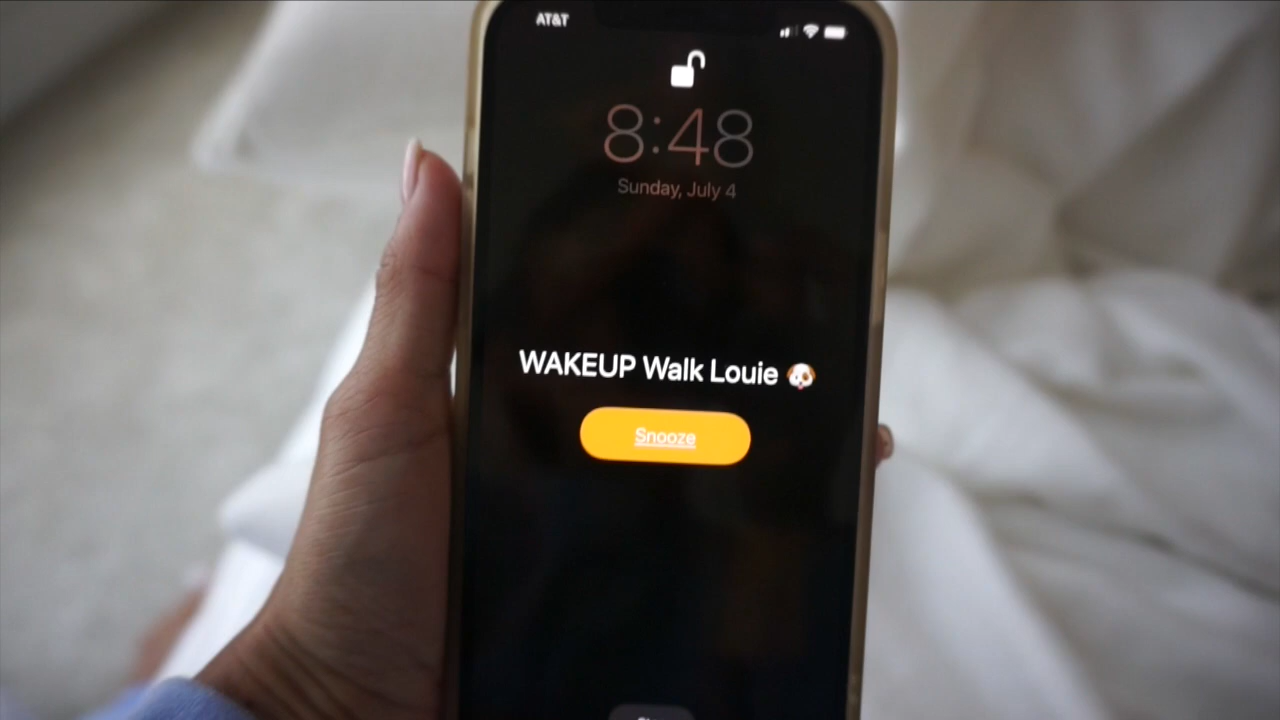 AT&T
8:48
Sunday, July 4
WAKEUP Walk Louie 🐶
Snooze